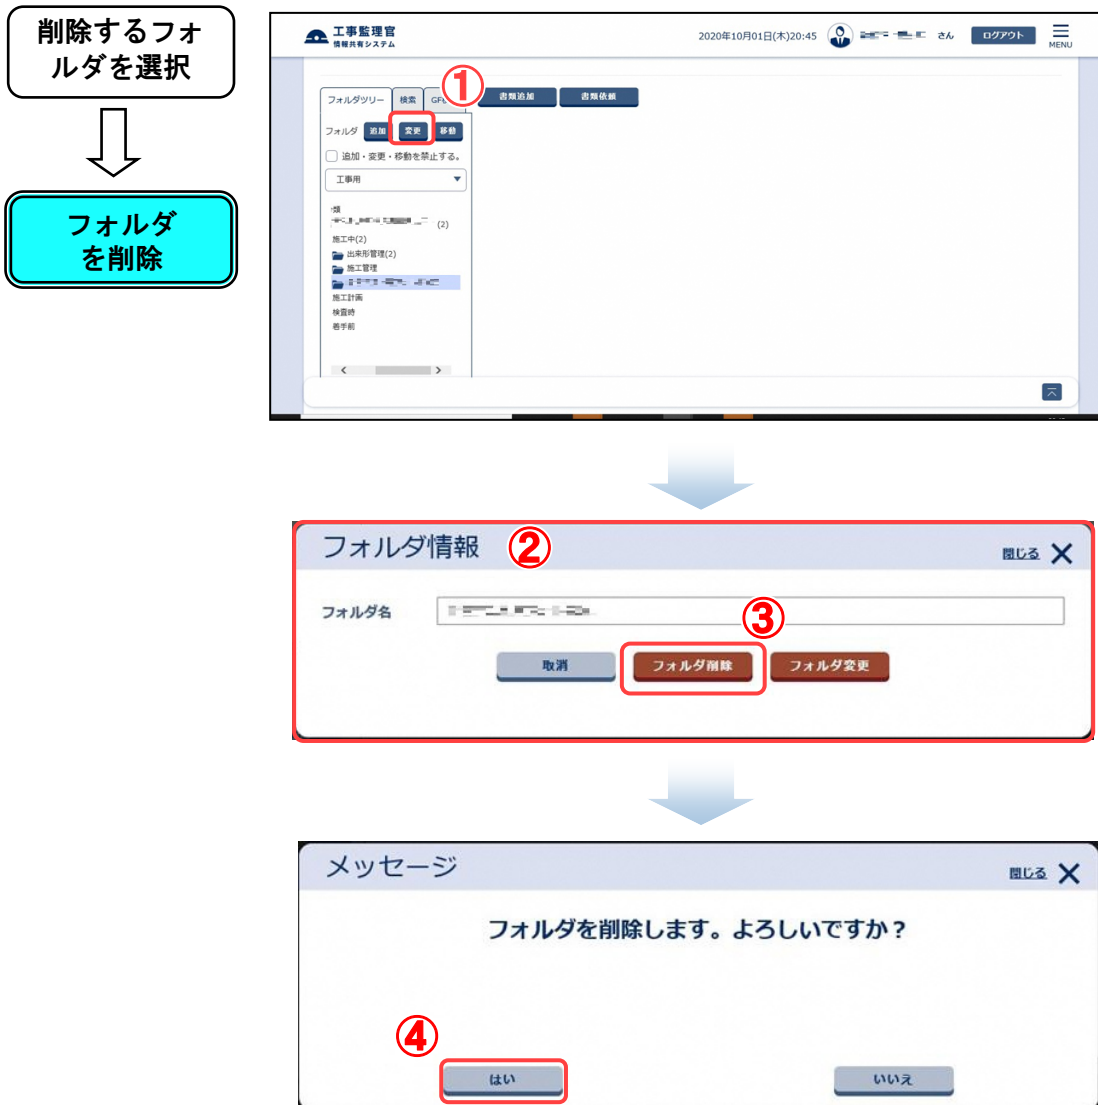 削除するフォ
ルダを選択
フォルダ
を削除
工事監理官
情報共有システム
2020年10月01日(木)20:45
さん
ログアウト
MENU
①
フォルダツリー
検索
書類追加
書類依頼
フォルダ
追加
変更
移動
追加・変更・移動を禁止する。
工事用
類
(2)
施工中(2)
出来形管理(2)
施工管理
施工計画
検査時
着手前
フォルダ情報
②
閉じる
フォルダ名
③
取消
フォルダ削除
フォルダ変更
メッセージ
閉じる
フォルダを削除します。よろしいですか？
④
はい
いいえ